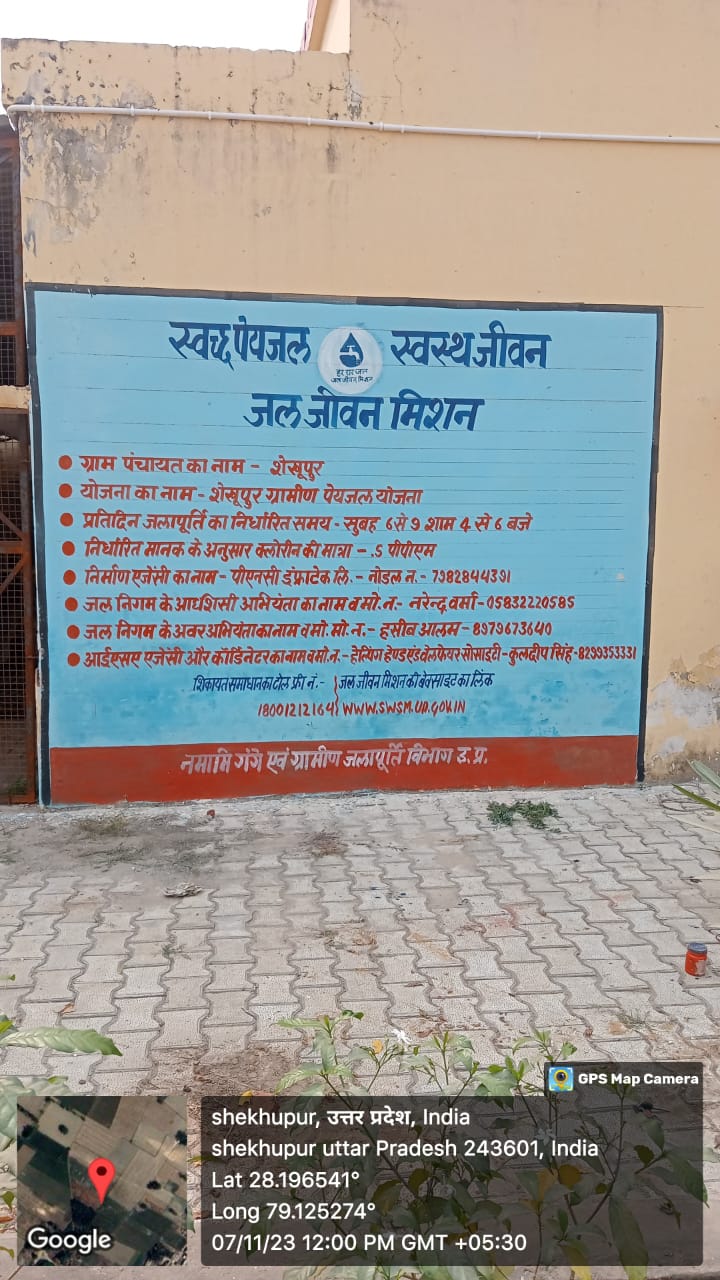 स्वच्छ पेयजल स्वस्थ जीवन
हर घर जल
जल जीवन मिशन
जल जीवन मिशन
ग्राम पंचायत का नाम - शेखूपुर
योजना का नाम - शेखूपुर ग्रामीण पेयजल योजना
प्रतिदिन जलापूर्ति का निर्धारित समय - सुबह 6 से 9 शाम 4 से 6 बजे
निर्धारित मानक के अनुसार क्लोरीन की मात्रा - .5 पीपीएम
निर्माण एजेंसी का नाम - पीएनसी इंफ्राटेक लि. - नोडल न. - 7982844391
जल निगम के अभियंता का नाम व मो. न. - नरेन्द्र वर्मा - 05832220585
जल निगम के अवर अभियंता का नाम व मो. मो. न. - हसीब आलम - 8979673640
आईएसए एजेंसी और कॉर्डिनेटर का नाम व मो. न. - हेण्ड एंड वेलफेयर सोसाइटी - कुलदीप सिंह - 8299353331
शिकायत समाधान का टोल फ्री नं. - जल जीवन मिशन की वेबसाइट का लिंक
18001212164 WWW.SWSM.UP.GOV.IN
नमामि गंगे एवं ग्रामीण जलापूर्ति विभाग उ.प्र.
GPS Map Camera
shekhupur, उत्तर प्रदेश, India
shekhupur uttar Pradesh 243601, India
Lat 28.196541°
Long 79.125274°
07/11/23 12:00 PM GMT +05:30
Google